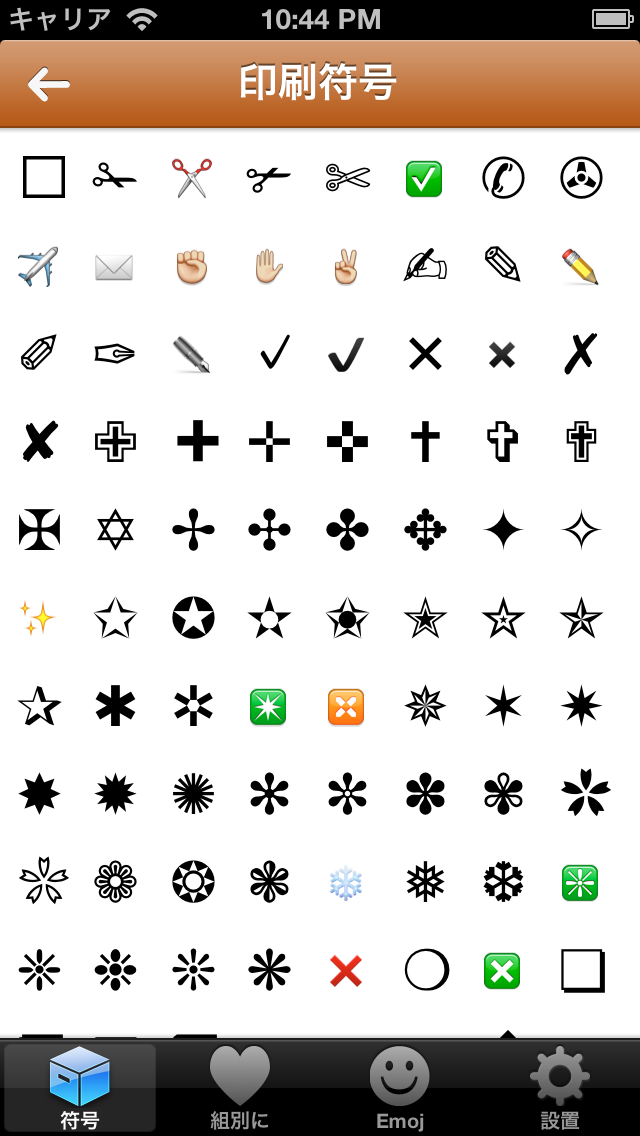 キャリア 10:44 PM
印刷符号
□ ✁ ✂ ✃ ✄ ✅ ✆ ✇
✈ ✉ ✊ ✋ ✌ ✍ ✎ ✏
✐ ✑ ✒ ✓ ✔ ✕ ✖ ✗
✘ ✙ ✚ ✛ ✜ ✝ ✞ ✟
✠ ✡ ✢ ✣ ✤ ✥ ✦ ✧
✨ ✩ ✪ ✫ ✬ ✭ ✮ ✯
✰ ✱ ✲ ✳ ✴ ✵ ✶ ✷
✸ ✹ ✺ ✻ ✼ ✽ ✾ ✿
❀ ❁ ❂ ❃ ❄ ❅ ❆ ❇
❈ ❉ ❊ ❋ ❌ ❍ ❎ ❏
符号 組別に Emoj 設置